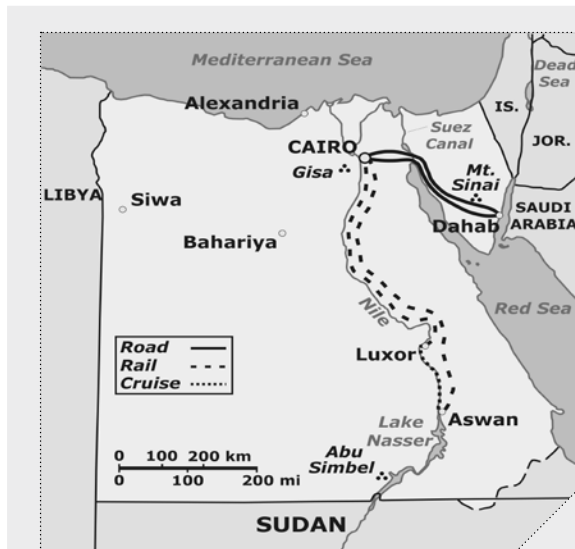 Mediterranean Sea
Dead
Sea
Alexandria
IS.
Suez
Canal
JOR.
CAIRO
Gisa
Mt.
Sinai
LIBYA
Siwa
SAUDI
ARABIA
Dahab
Bahariya
Nile
Red Sea
Road
Rail
Cruise
Luxor
Aswan
Lake
Nasser
Abu
Simbel
0 100 200 km
0 100 200 mi
SUDAN